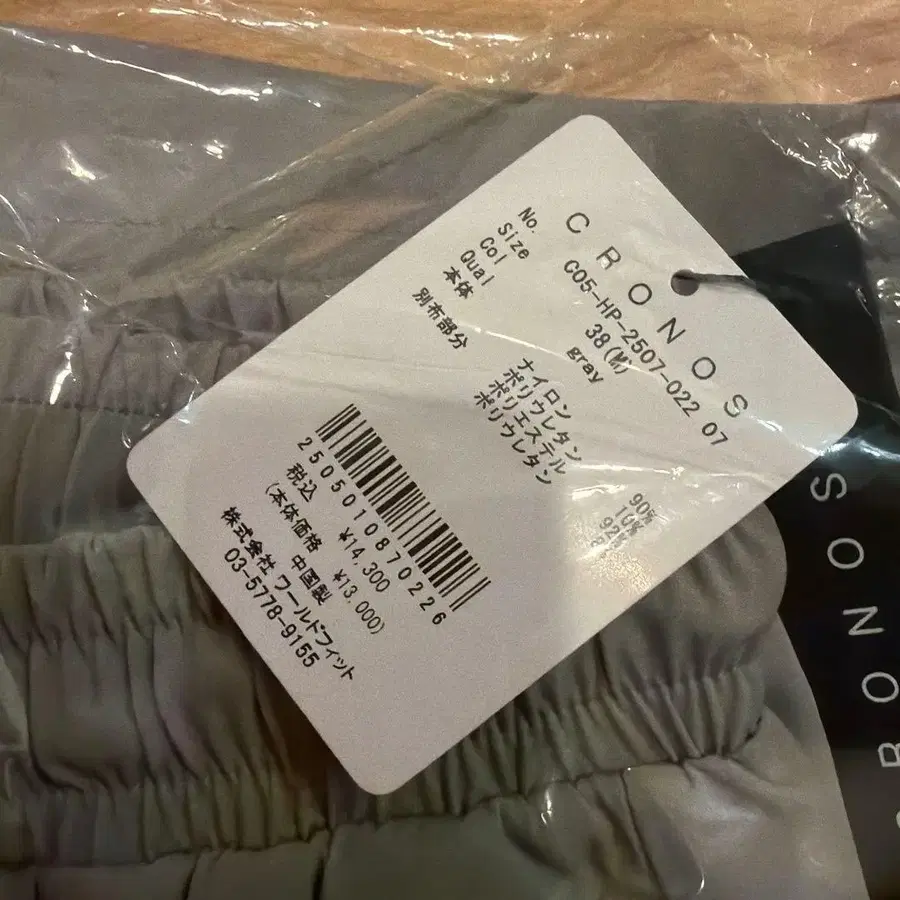 CRONOS
No. C05-HP-2507-022 07
Size 38(M)
Col gray
Qual
本体 ナイロン 90%
ポリウレタン 10%
別布部分 ポリエステル 92%
ポリウレタン
2505010870226
税込 ¥14,300
(本体価格 ¥13,000)
中国製
株式会社 ワールドフィット
03-5778-9155
RONOS